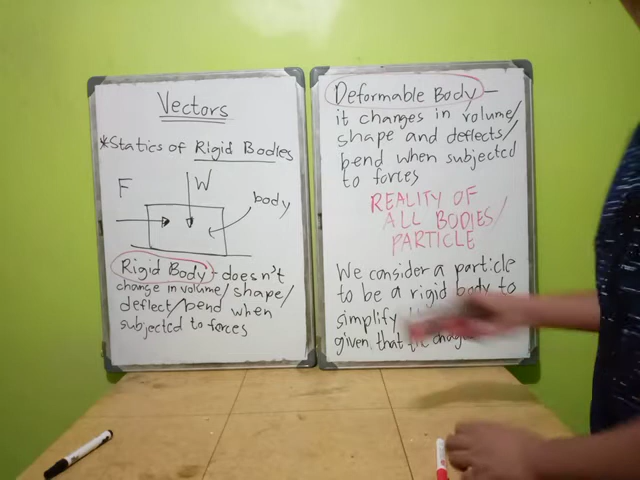 Vectors
*Statics of Rigid Bodies
F
W
body
Rigid Body - doesn't
change in volume/shape/
deflect/bend when
subjected to forces
Deformable Body -
it changes in volume/
shape and deflects/
bend when subjected
to forces
REALITY OF
ALL BODIES/
PARTICLE
We consider a particle
to be a rigid body to
simplify
given that the